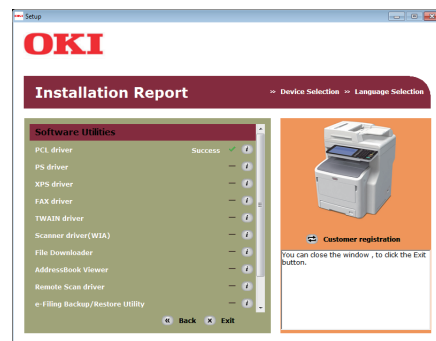 Setup
OKI
Installation Report
» Device Selection » Language Selection
Software Utilities
PCL driver Success
PS driver
XPS driver
FAX driver
TWAIN driver
Scanner driver(WIA)
File Downloader
AddressBook Viewer
Remote Scan driver
e-Filing Backup/Restore Utility
Back Exit
Customer registration
You can close the window , to click the Exit
button.